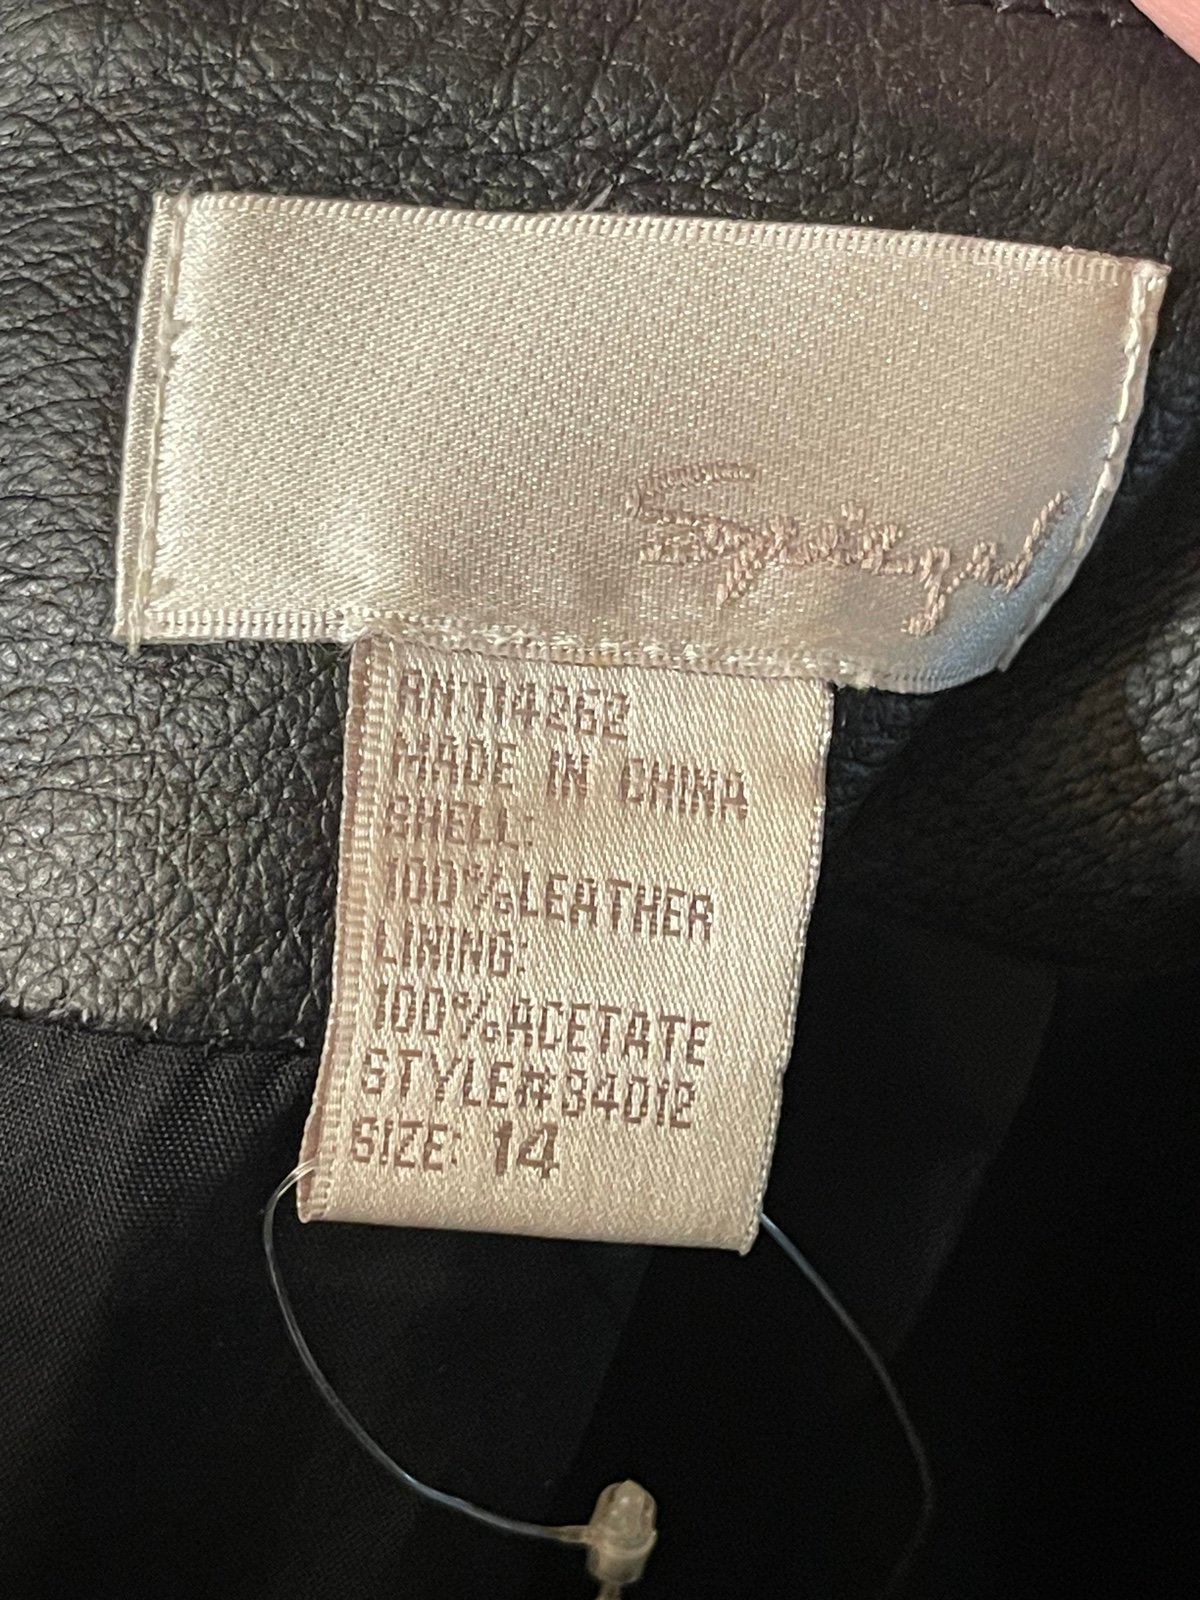 RN 114262
MADE IN CHINA
SHELL:
100%LEATHER
LINING:
100%ACETATE
STYLE#34012
SIZE: 14